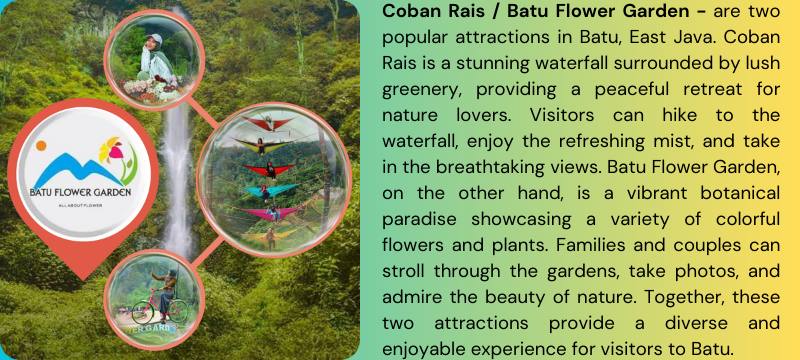 BATU FLOWER GARDEN
ALL ABOUT FLOWER
Coban Rais / Batu Flower Garden - are two
popular attractions in Batu, East Java. Coban
Rais is a stunning waterfall surrounded by lush
greenery, providing a peaceful retreat for
nature lovers. Visitors can hike to the
waterfall, enjoy the refreshing mist, and take
in the breathtaking views. Batu Flower Garden,
on the other hand, is a vibrant botanical
paradise showcasing a variety of colorful
flowers and plants. Families and couples can
stroll through the gardens, take photos, and
admire the beauty of nature. Together, these
two attractions provide a diverse and
enjoyable experience for visitors to Batu.